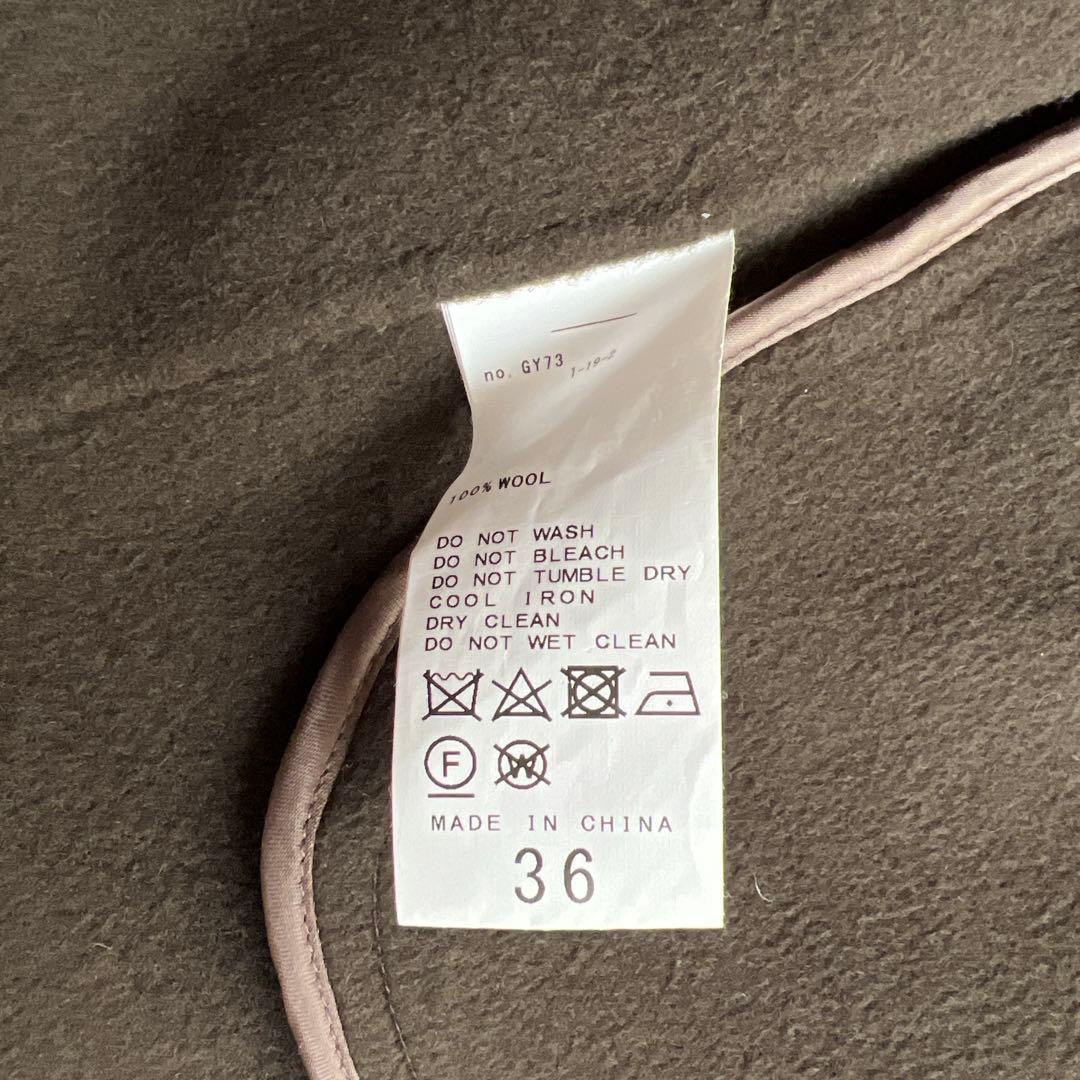 no. GY73 1-19-2
100% WOOL
DO NOT WASH
DO NOT BLEACH
DO NOT TUMBLE DRY
COOL IRON
DRY CLEAN
DO NOT WET CLEAN
F W
MADE IN CHINA
36